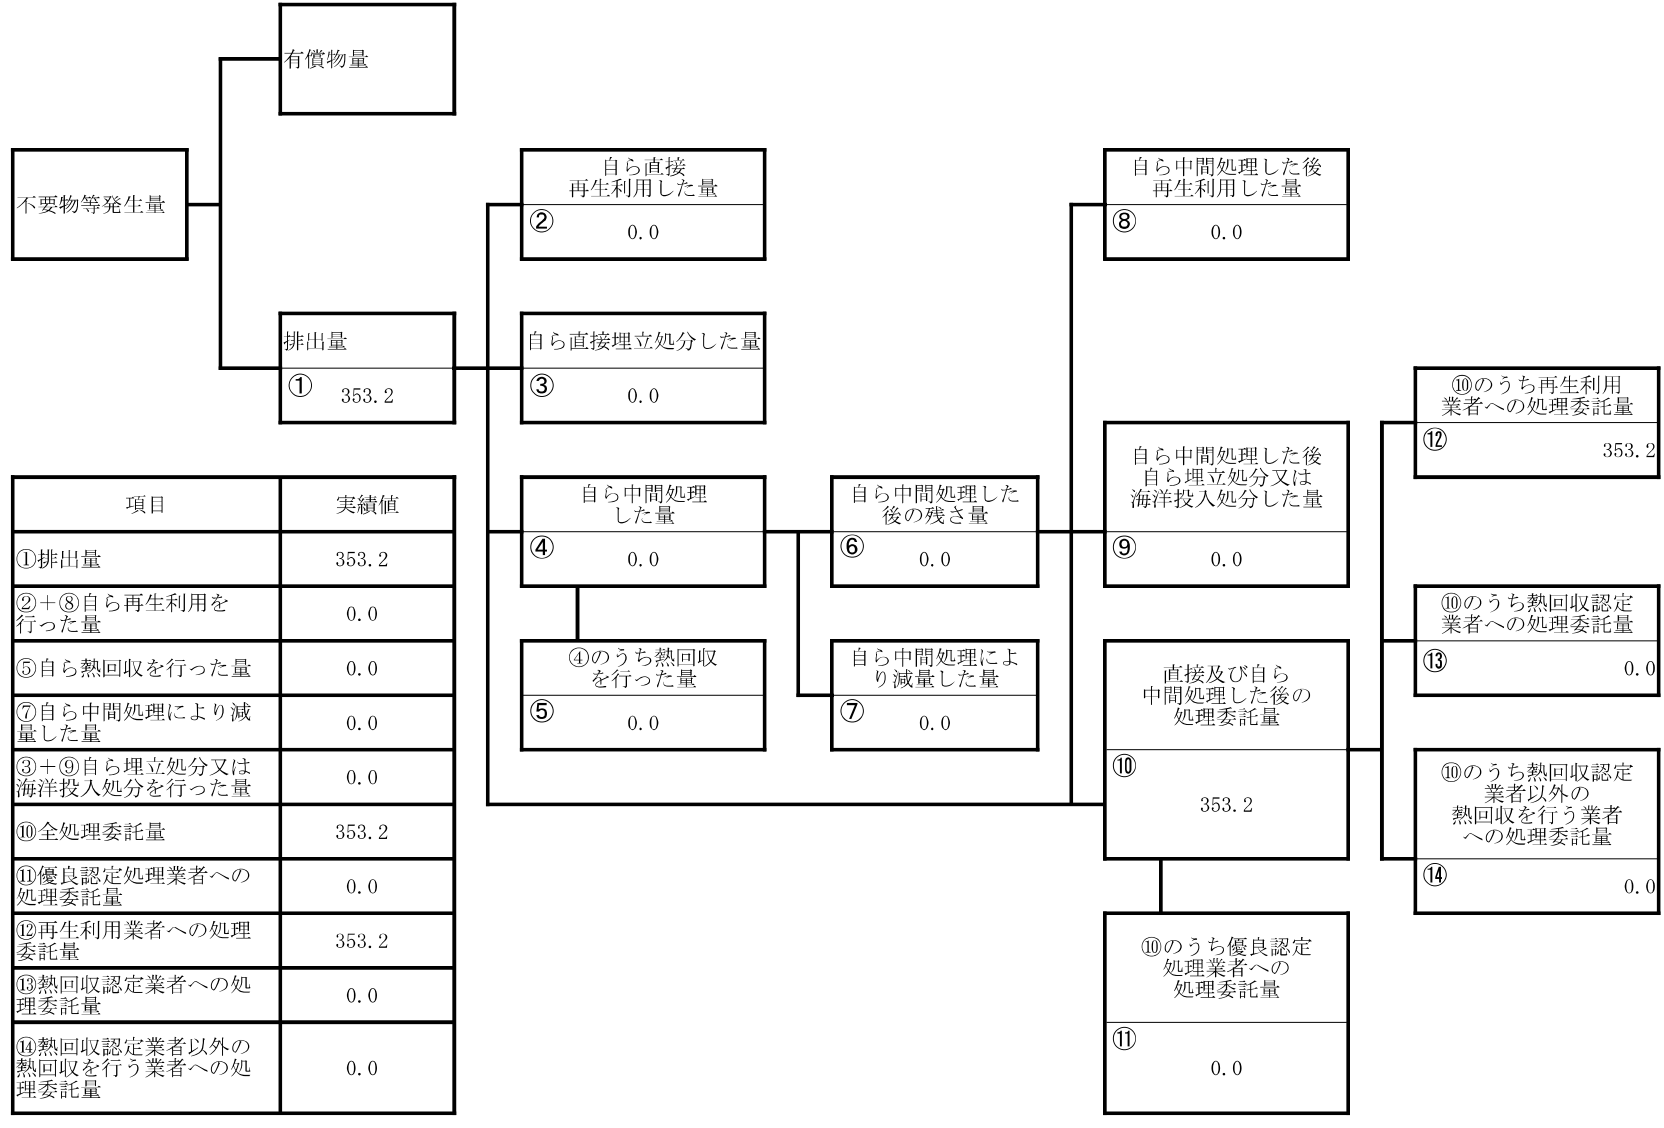 有償物量
不要物等発生量
自ら直接
再生利用した量
②
0.0
自ら中間処理した後
再生利用した量
⑧
0.0
排出量
①
353.2
自ら直接埋立処分した量
③
0.0
⑩のうち再生利用
業者への処理委託量
⑫
353.2
自ら中間処理
した量
④
0.0
自ら中間処理した
後の残さ量
⑥
0.0
自ら中間処理した後
自ら埋立処分又は
海洋投入処分した量
⑨
0.0
⑩のうち熱回収認定
業者への処理委託量
⑬
0.0
④のうち熱回収
を行った量
⑤
0.0
自ら中間処理によ
り減量した量
⑦
0.0
直接及び自ら
中間処理した後の
処理委託量
⑩
353.2
⑩のうち熱回収認定
業者以外の
熱回収を行う業者
への処理委託量
⑭
0.0
⑩のうち優良認定
処理業者への
処理委託量
⑪
0.0
項目 実績値
①排出量 353.2
②＋⑧自ら再生利用を
行った量 0.0
⑤自ら熱回収を行った量 0.0
⑦自ら中間処理により減
量した量 0.0
③＋⑨自ら埋立処分又は
海洋投入処分を行った量 0.0
⑩全処理委託量 353.2
⑪優良認定処理業者への
処理委託量 0.0
⑫再生利用業者への処理
委託量 353.2
⑬熱回収認定業者への処
理委託量 0.0
⑭熱回収認定業者以外の
熱回収を行う業者への処
理委託量 0.0